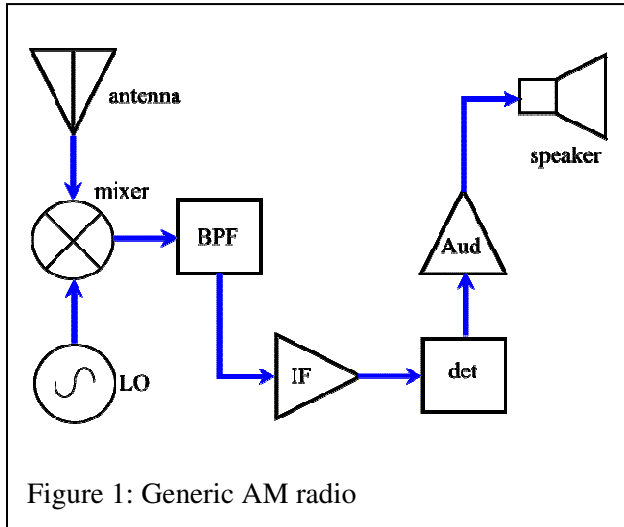 antenna
mixer
LO
BPF
IF
det
Aud
speaker
Figure 1: Generic AM radio